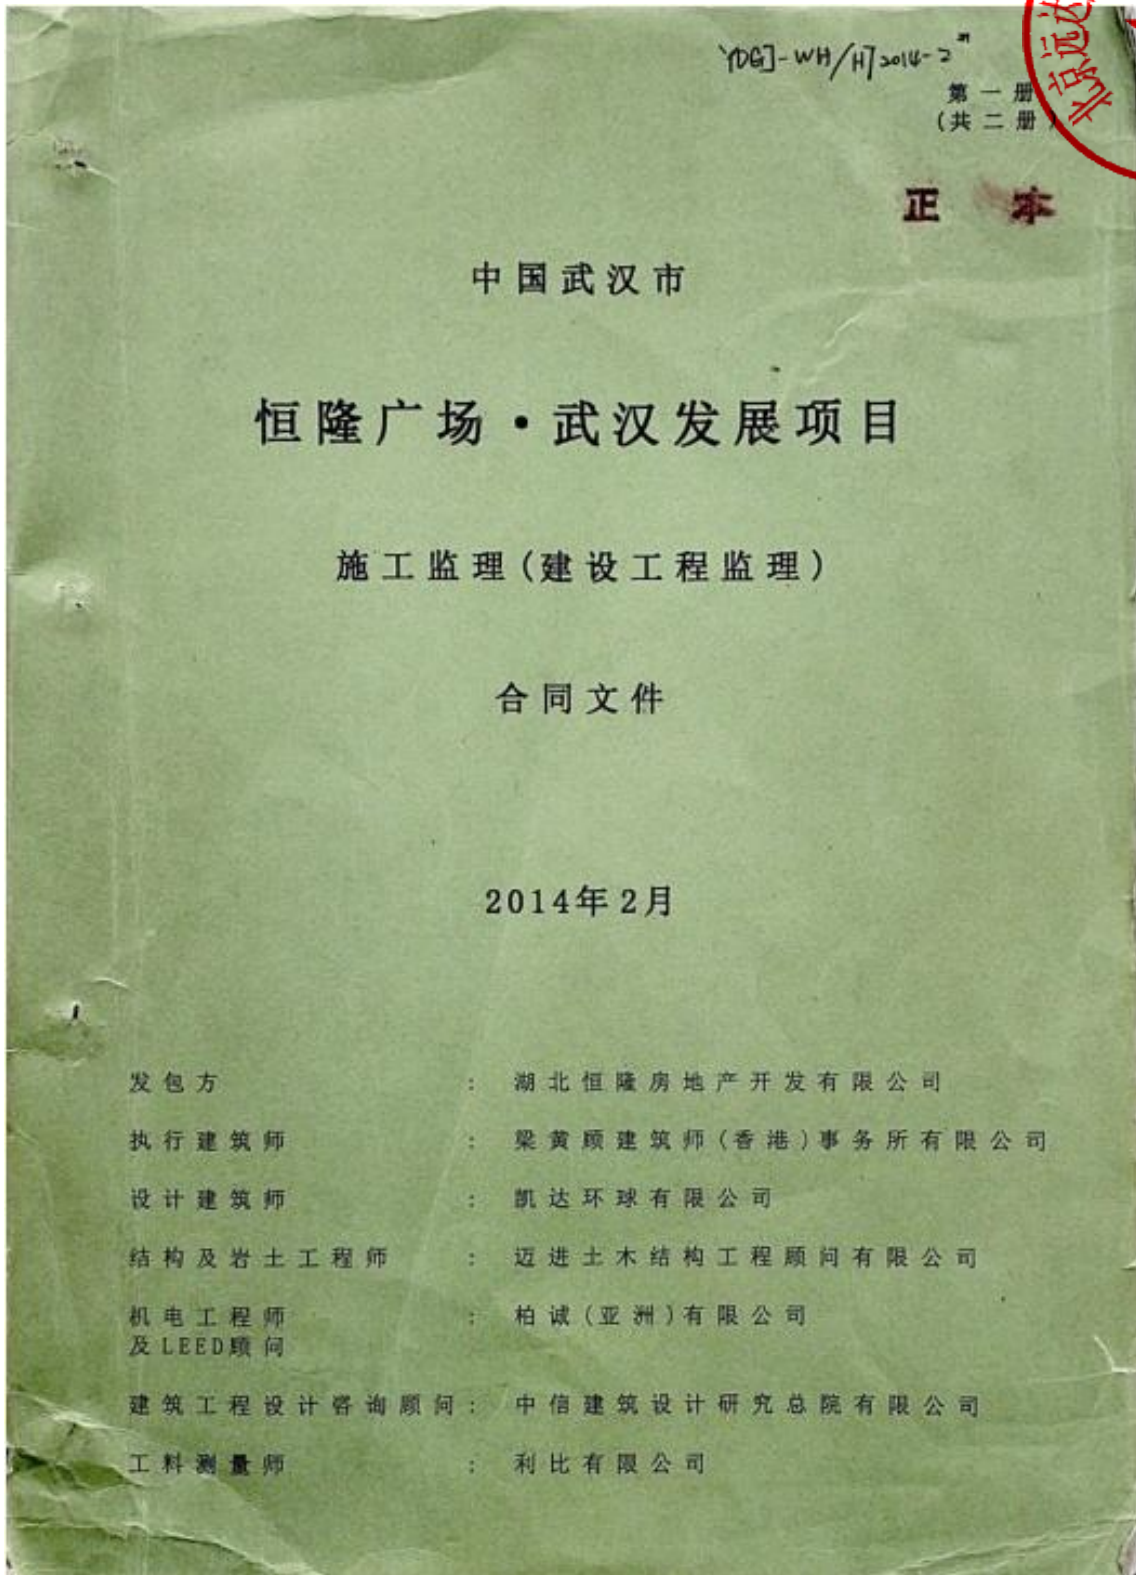 YDGJ-WH/HT2014-2
第一册
(共二册)
北京远达
正 本
中国武汉市
恒隆广场·武汉发展项目
施工监理(建设工程监理)
合同文件
2014年2月
发包方 : 湖北恒隆房地产开发有限公司
执行建筑师 : 梁黄顾建筑师(香港)事务所有限公司
设计建筑师 : 凯达环球有限公司
结构及岩土工程师 : 迈进土木结构工程顾问有限公司
机电工程师 : 柏诚(亚洲)有限公司
及LEED顾问
建筑工程设计咨询顾问: 中信建筑设计研究总院有限公司
工料测量师 : 利比有限公司